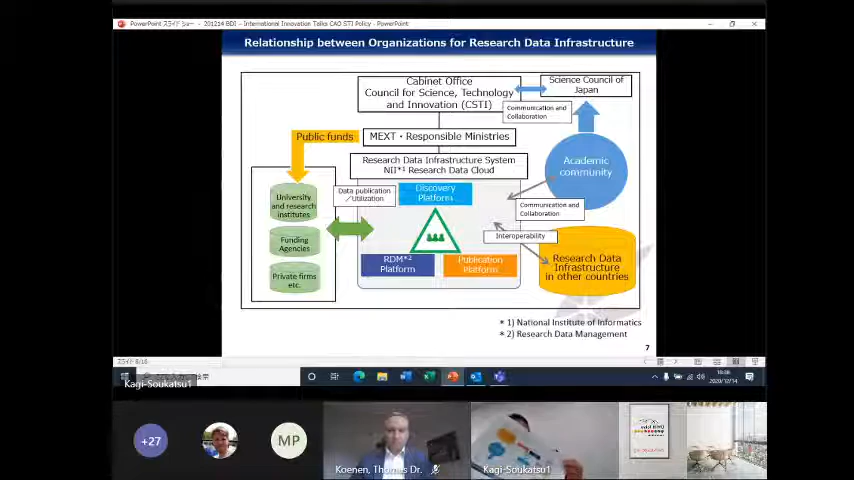 PowerPoint スライド ショー - 201214 BDI - International Innovation Talks CAO STI Policy - PowerPoint
Relationship between Organizations for Research Data Infrastructure
Cabinet Office
Council for Science, Technology
and Innovation (CSTI)
Science Council of
Japan
Communication and
Collaboration
Public funds
MEXT・Responsible Ministries
Research Data Infrastructure System
NII*1 Research Data Cloud
Academic
community
Data publication
／Utilization
Discovery
Platform
University
and research
institutes
Communication and
Collaboration
Interoperability
Funding
Agencies
RDM*2
Platform
Publication
Platform
Research Data
Infrastructure
in other countries
Private firms
etc.
* 1) National Institute of Informatics
* 2) Research Data Management
7
2020/12/14
Kagi-Soukatsu1
+27
MP
Koenen, Thomas Dr.
Kagi-Soukatsu1